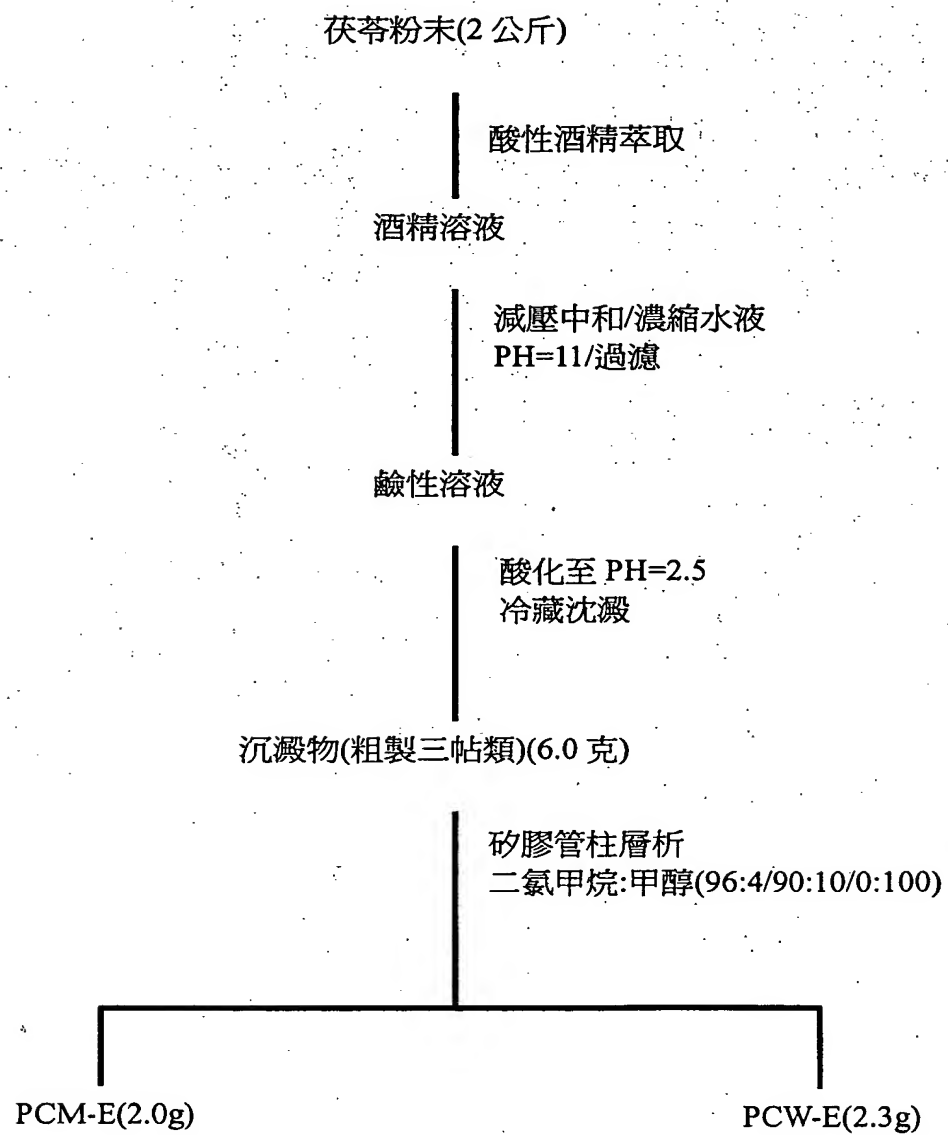 茯苓粉末(2 公斤)
酸性酒精萃取
酒精溶液
減壓中和/濃縮水液
PH=11/過濾
鹼性溶液
酸化至 PH=2.5
冷藏沈澱
沉澱物(粗製三帖類)(6.0 克)
矽膠管柱層析
二氯甲烷:甲醇(96:4/90:10/0:100)
PCM-E(2.0g)
PCW-E(2.3g)